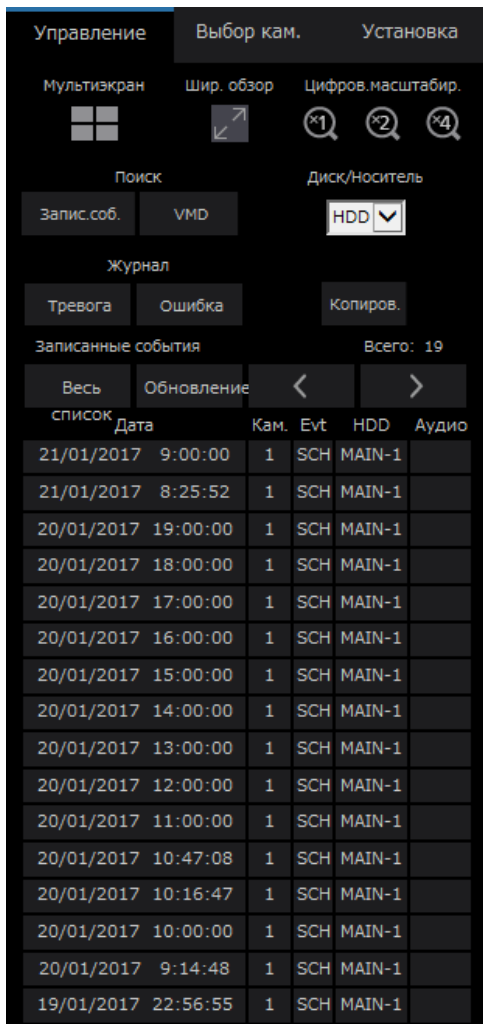 Управление Выбор кам. Установка
Мультиэкран Шир. обзор Цифров.масштабир.
×1 ×2 ×4
Поиск Диск/Носитель
Запис.соб. VMD HDD
Журнал
Тревога Ошибка Копиров.
Записанные события Всего: 19
Весь список Обновление < >
Дата Кам. Evt HDD Аудио
21/01/2017 9:00:00 1 SCH MAIN-1
21/01/2017 8:25:52 1 SCH MAIN-1
20/01/2017 19:00:00 1 SCH MAIN-1
20/01/2017 18:00:00 1 SCH MAIN-1
20/01/2017 17:00:00 1 SCH MAIN-1
20/01/2017 16:00:00 1 SCH MAIN-1
20/01/2017 15:00:00 1 SCH MAIN-1
20/01/2017 14:00:00 1 SCH MAIN-1
20/01/2017 13:00:00 1 SCH MAIN-1
20/01/2017 12:00:00 1 SCH MAIN-1
20/01/2017 11:00:00 1 SCH MAIN-1
20/01/2017 10:47:08 1 SCH MAIN-1
20/01/2017 10:16:47 1 SCH MAIN-1
20/01/2017 10:00:00 1 SCH MAIN-1
20/01/2017 9:14:48 1 SCH MAIN-1
19/01/2017 22:56:55 1 SCH MAIN-1